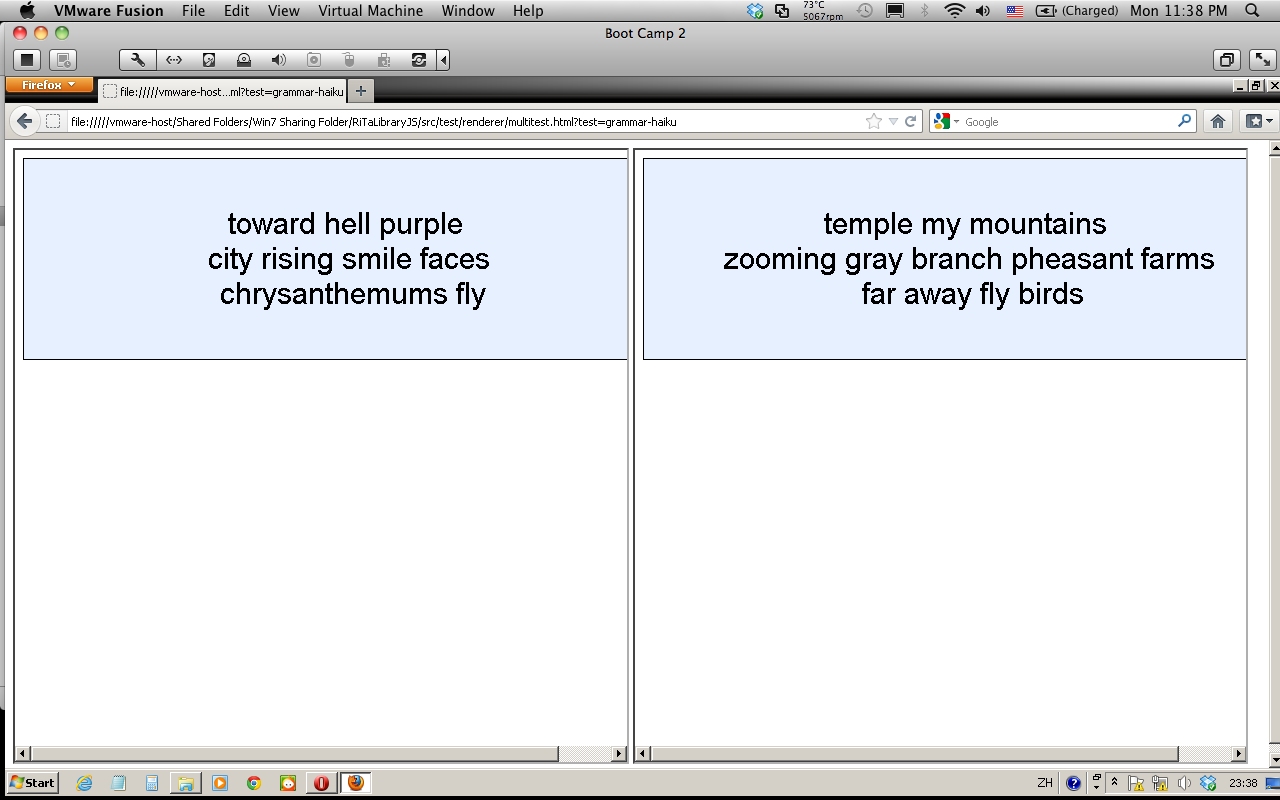 VMware Fusion File Edit View Virtual Machine Window Help 73°C 5067rpm (Charged) Mon 11:38 PM
Boot Camp 2
Firefox
file://///vmware-host...ml?test=grammar-haiku
file://///vmware-host/Shared Folders/Win7 Sharing Folder/RiTaLibraryJS/src/test/renderer/multitest.html?test=grammar-haiku
Google
toward hell purple
city rising smile faces
chrysanthemums fly
temple my mountains
zooming gray branch pheasant farms
far away fly birds
Start ZH 23:38